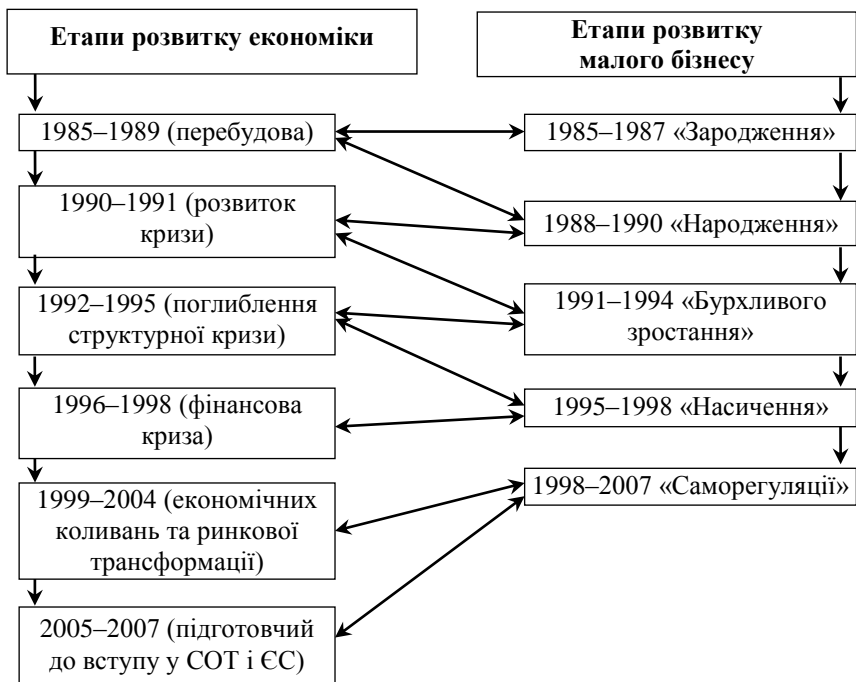 Етапи розвитку економіки
Етапи розвитку
малого бізнесу
1985–1989 (перебудова)
1985–1987 «Зародження»
1990–1991 (розвиток
кризи)
1988–1990 «Народження»
1992–1995 (поглиблення
структурної кризи)
1991–1994 «Бурхливого
зростання»
1996–1998 (фінансова
криза)
1995–1998 «Насичення»
1999–2004 (економічних
коливань та ринкової
трансформації)
1998–2007 «Саморегуляції»
2005–2007 (підготовчий
до вступу у СОТ і ЄС)